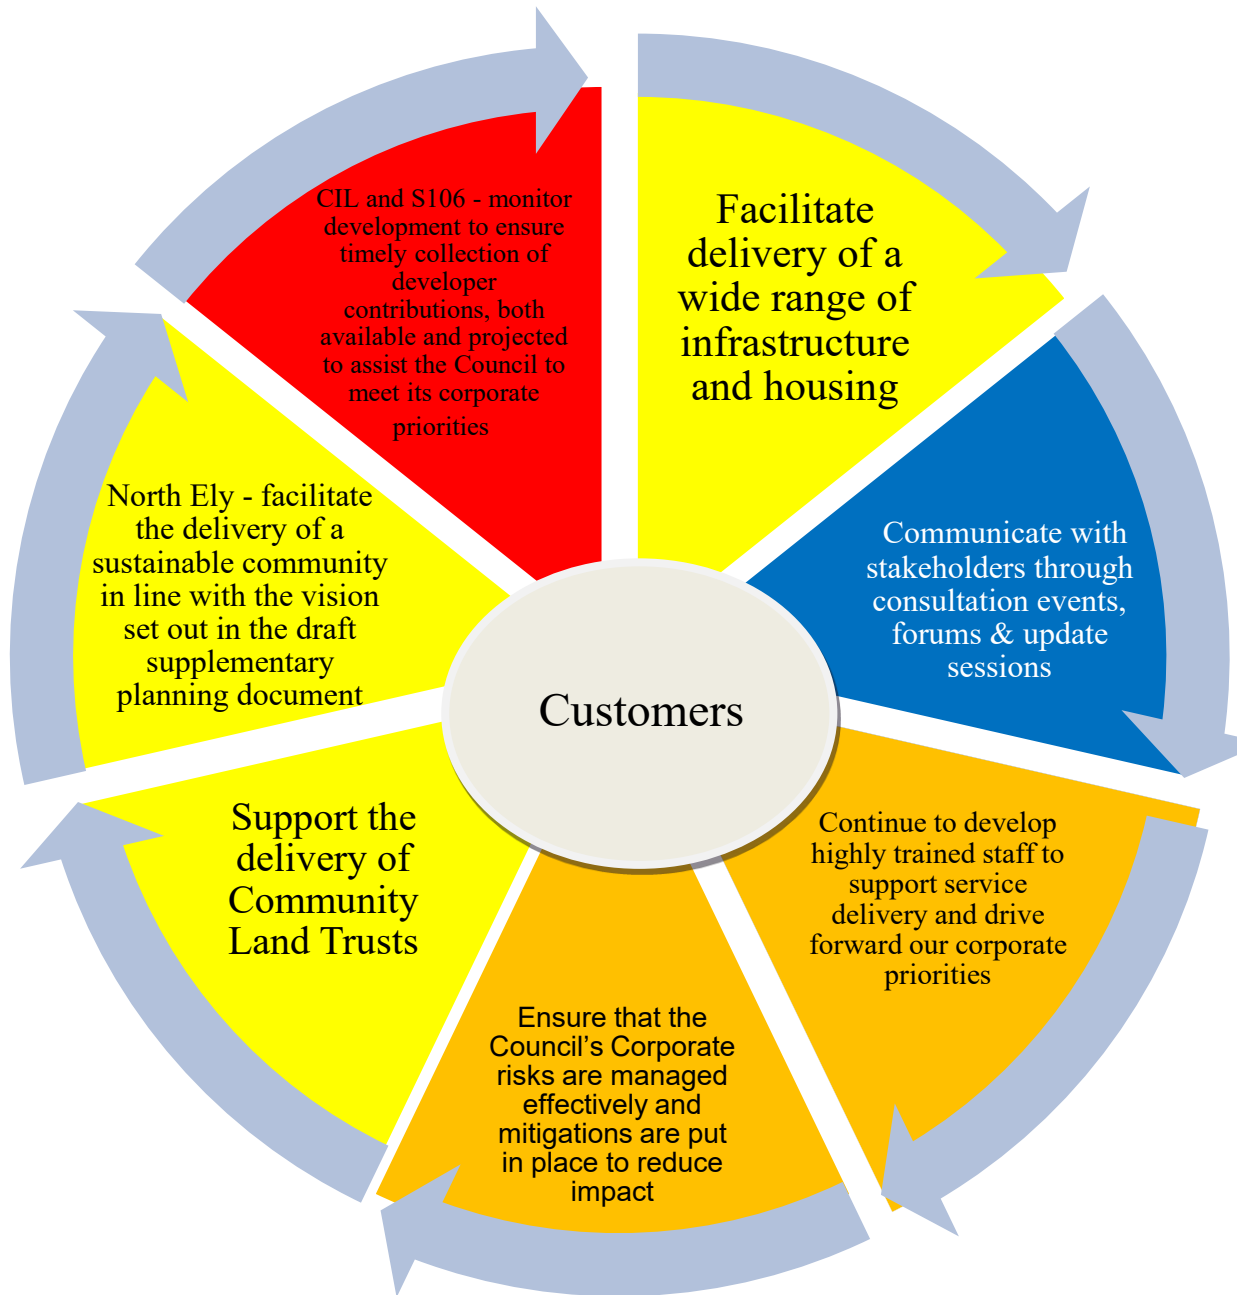 CIL and S106 - monitor
development to ensure
timely collection of
developer
contributions, both
available and projected
to assist the Council to
meet its corporate
priorities
Facilitate
delivery of a
wide range of
infrastructure
and housing
North Ely - facilitate
the delivery of a
sustainable community
in line with the vision
set out in the draft
supplementary
planning document
Communicate with
stakeholders through
consultation events,
forums & update
sessions
Customers
Support the
delivery of
Community
Land Trusts
Continue to develop
highly trained staff to
support service
delivery and drive
forward our corporate
priorities
Ensure that the
Council’s Corporate
risks are managed
effectively and
mitigations are put
in place to reduce
impact